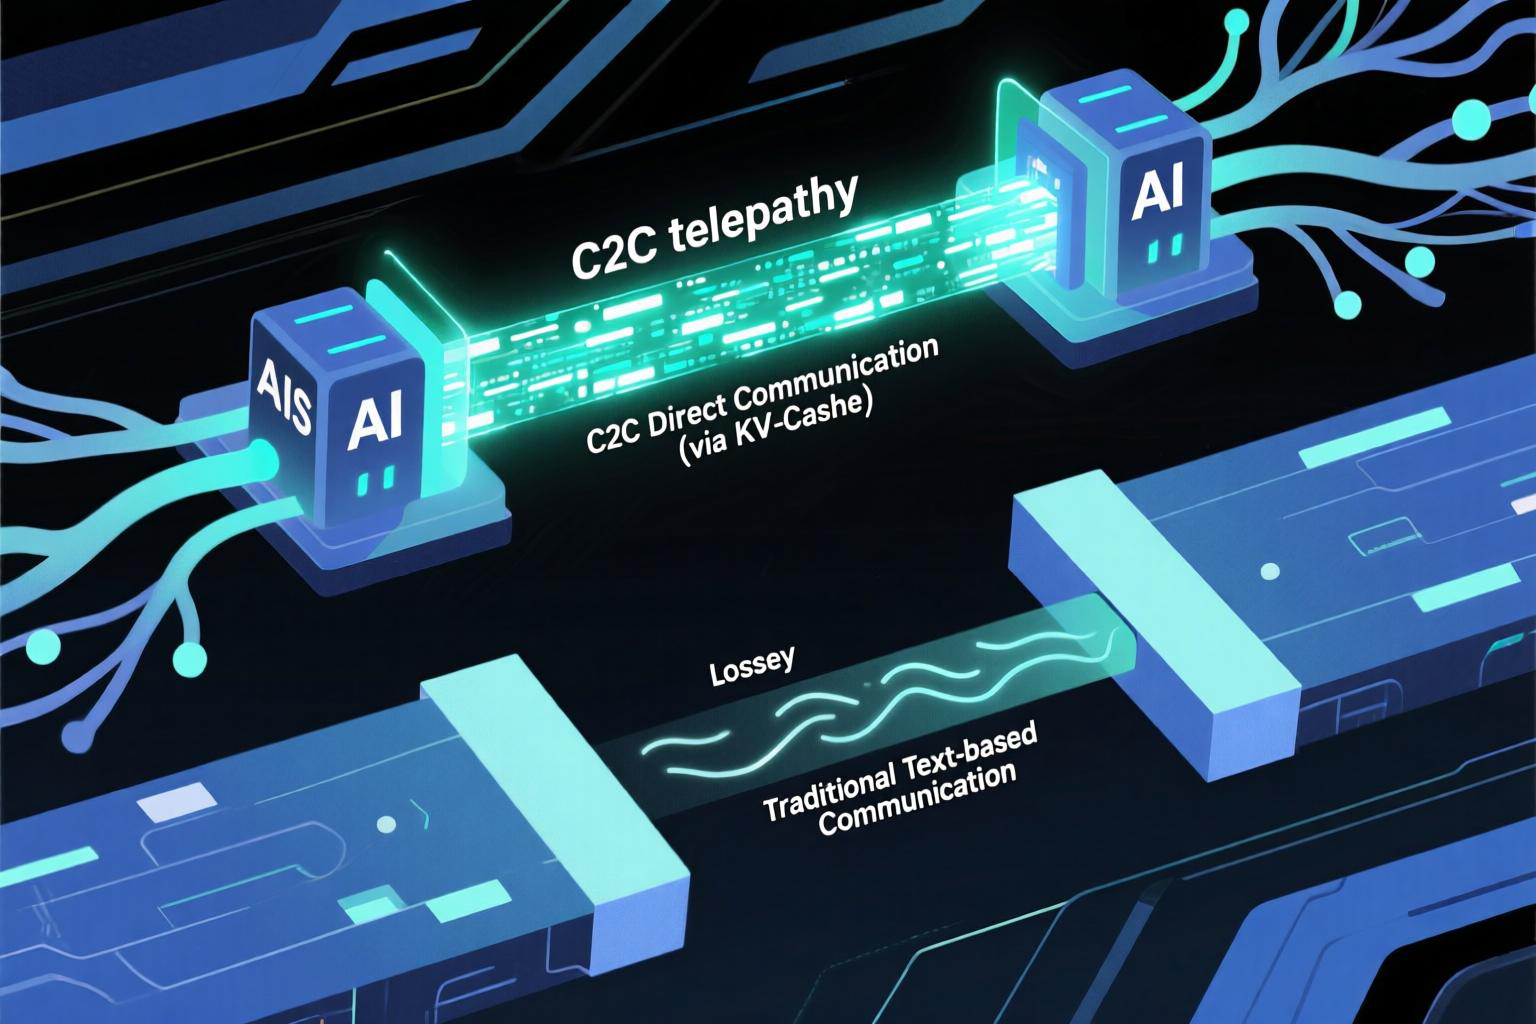 C2C telepathy
AI
AIS
AI
C2C Direct Communication
(via KV-Cashe)
Lossey
Traditional Text-based
Communication